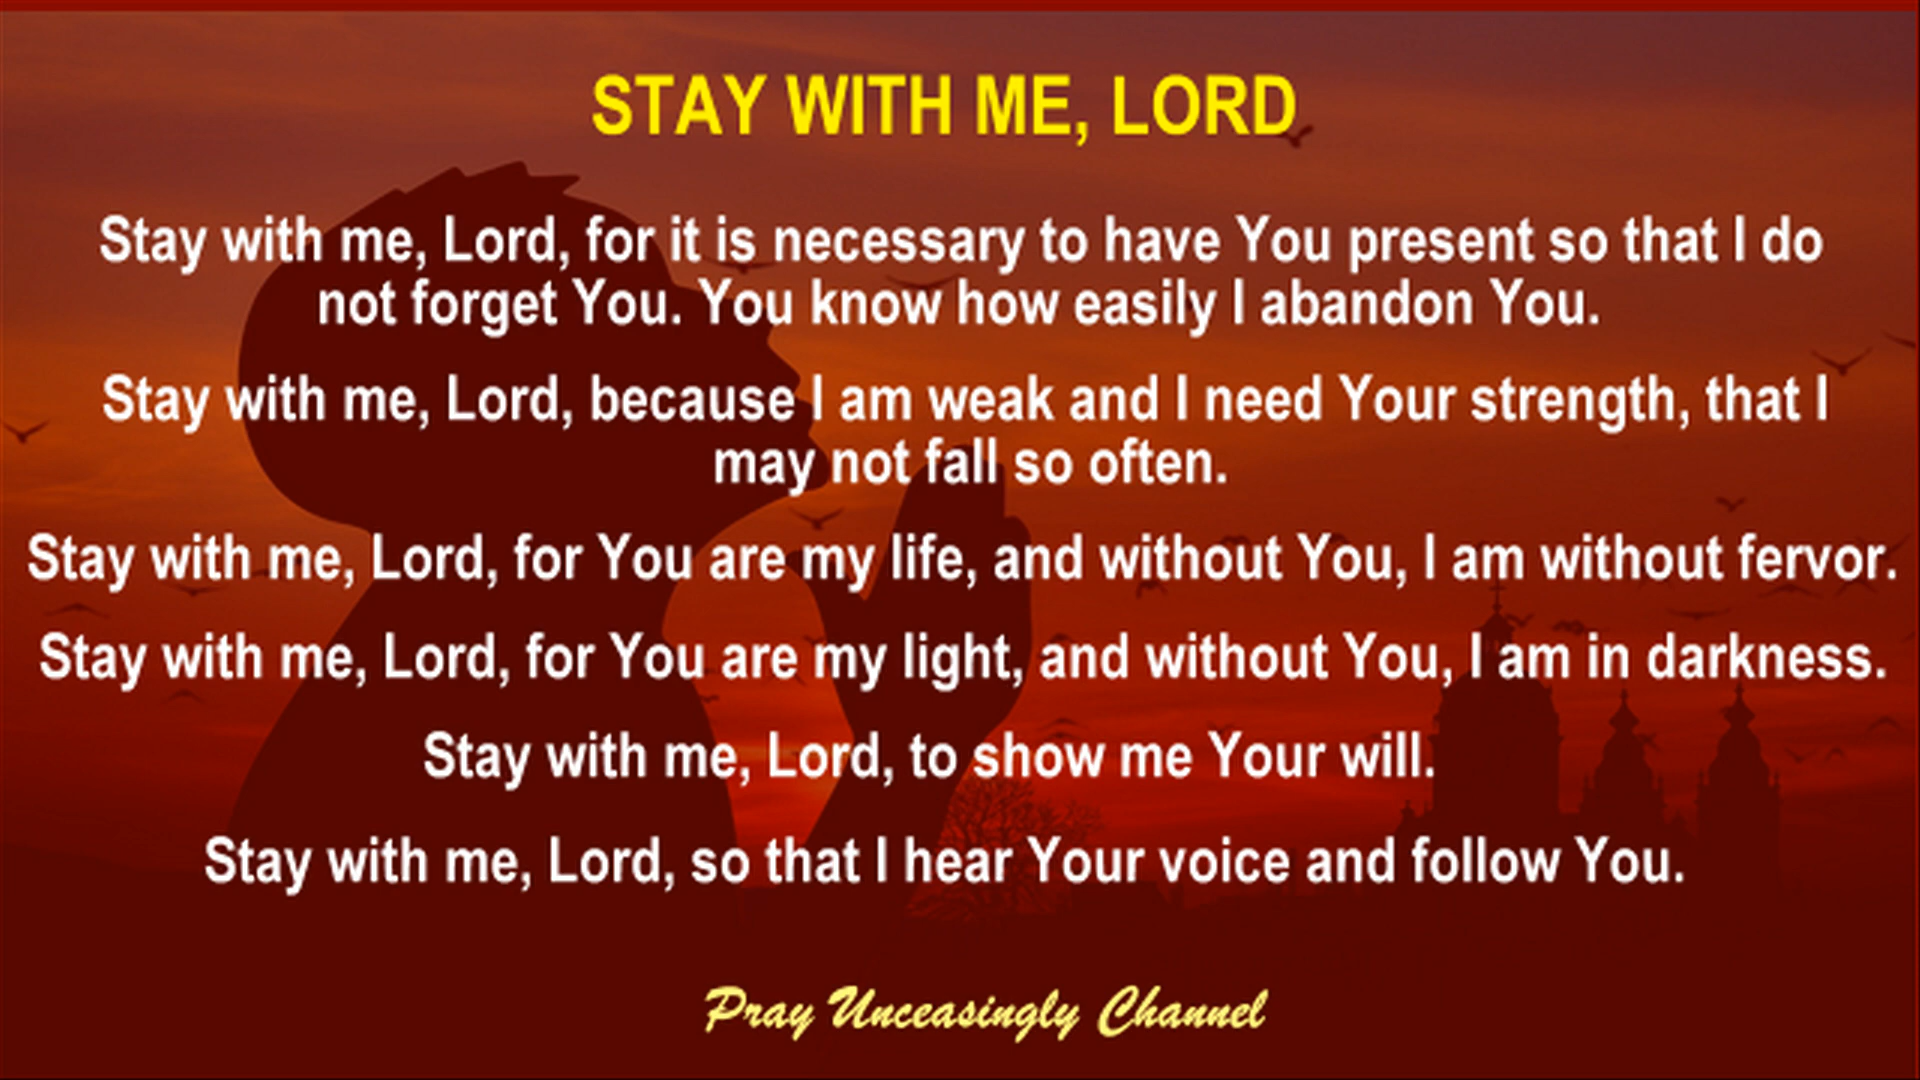 STAY WITH ME, LORD
Stay with me, Lord, for it is necessary to have You present so that I do
not forget You. You know how easily I abandon You.
Stay with me, Lord, because I am weak and I need Your strength, that I
may not fall so often.
Stay with me, Lord, for You are my life, and without You, I am without fervor.
Stay with me, Lord, for You are my light, and without You, I am in darkness.
Stay with me, Lord, to show me Your will.
Stay with me, Lord, so that I hear Your voice and follow You.
Pray Unceasingly Channel